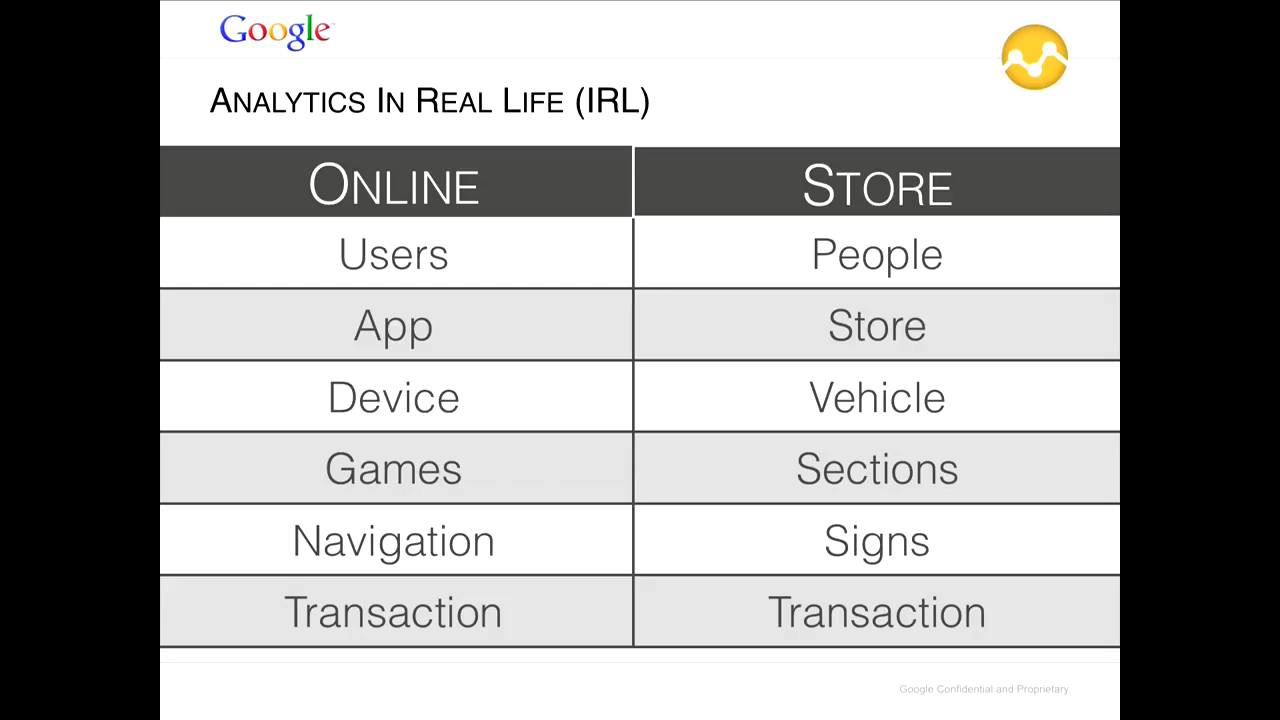 Google
Analytics In Real Life (IRL)
Online Store
Users People
App Store
Device Vehicle
Games Sections
Navigation Signs
Transaction Transaction
Google Confidential and Proprietary